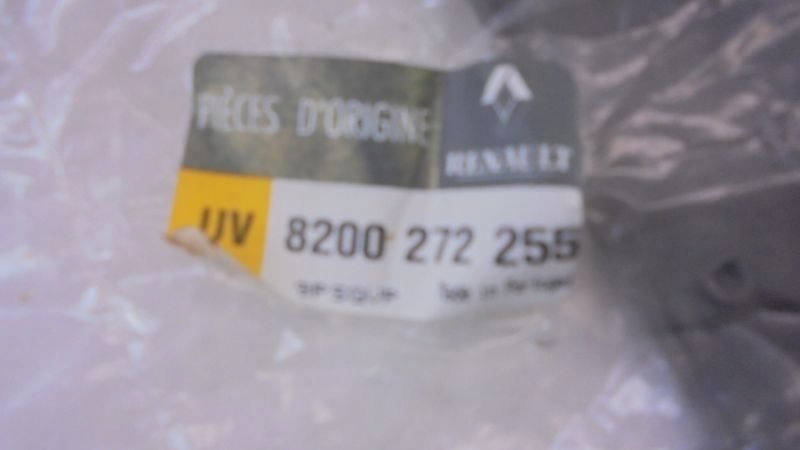 PIÈCES D'ORIGINE
RENAULT
UV
8200 272 255